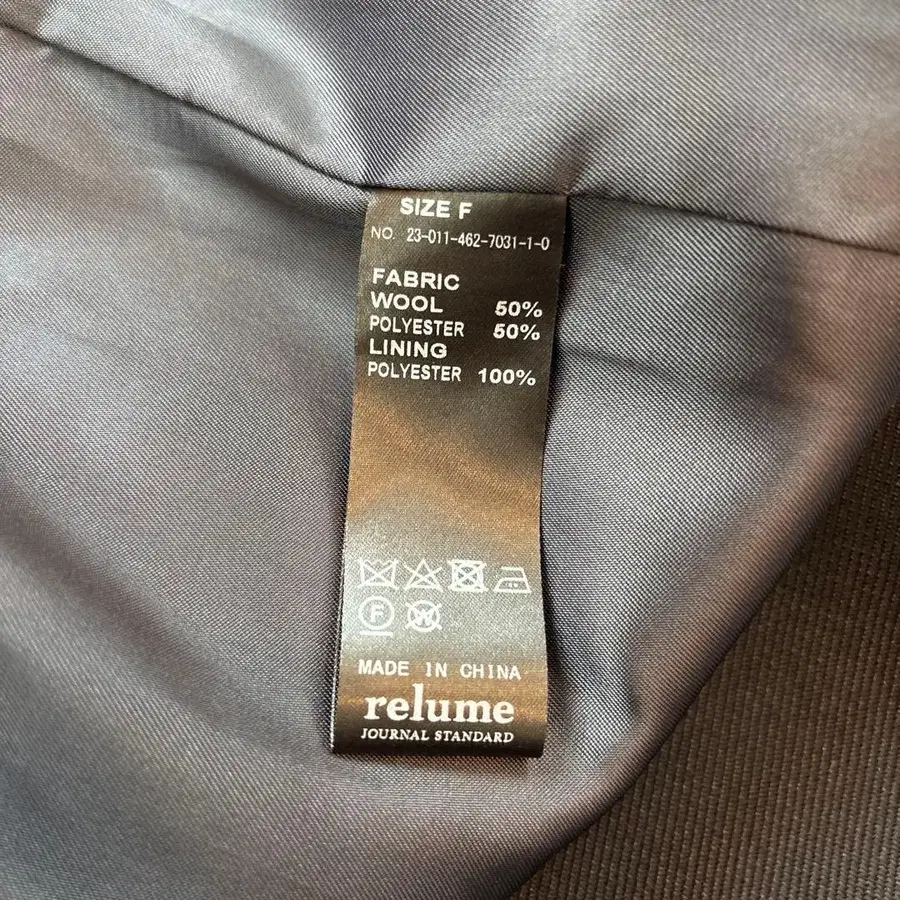 SIZE F
NO. 23-011-462-7031-1-0
FABRIC
WOOL 50%
POLYESTER 50%
LINING
POLYESTER 100%
F W
MADE IN CHINA
relume
JOURNAL STANDARD